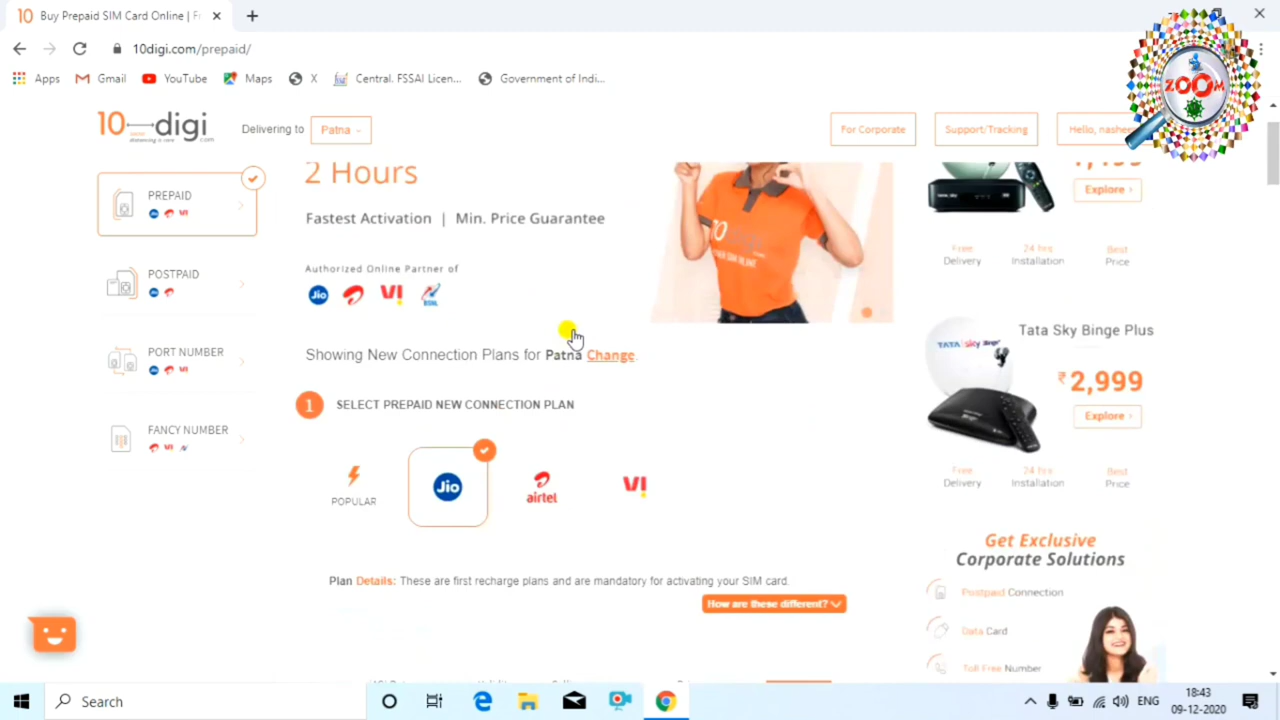 10 Buy Prepaid SIM Card Online | Fr
10digi.com/prepaid/
Apps Gmail YouTube Maps X Central. FSSAI Licen... Government of Indi...
ZOOM
10 digi
.com
Delivering to Patna
For Corporate Support/Tracking Hello, nashee
PREPAID
POSTPAID
PORT NUMBER
FANCY NUMBER
2 Hours
Fastest Activation | Min. Price Guarantee
Authorized Online Partner of
Jio VI BSNL
Showing New Connection Plans for Patna Change.
1 SELECT PREPAID NEW CONNECTION PLAN
POPULAR
Jio
airtel
VI
Plan Details: These are first recharge plans and are mandatory for activating your SIM card.
How are these different?
Explore ›
Free Delivery
24 hrs Installation
Best Price
Tata Sky Binge Plus
TATA sky
₹2,999
Explore ›
Free Delivery
24 hrs Installation
Best Price
Get Exclusive
Corporate Solutions
Postpaid Connection
Data Card
Toll Free Number
Search
ENG
18:43
09-12-2020